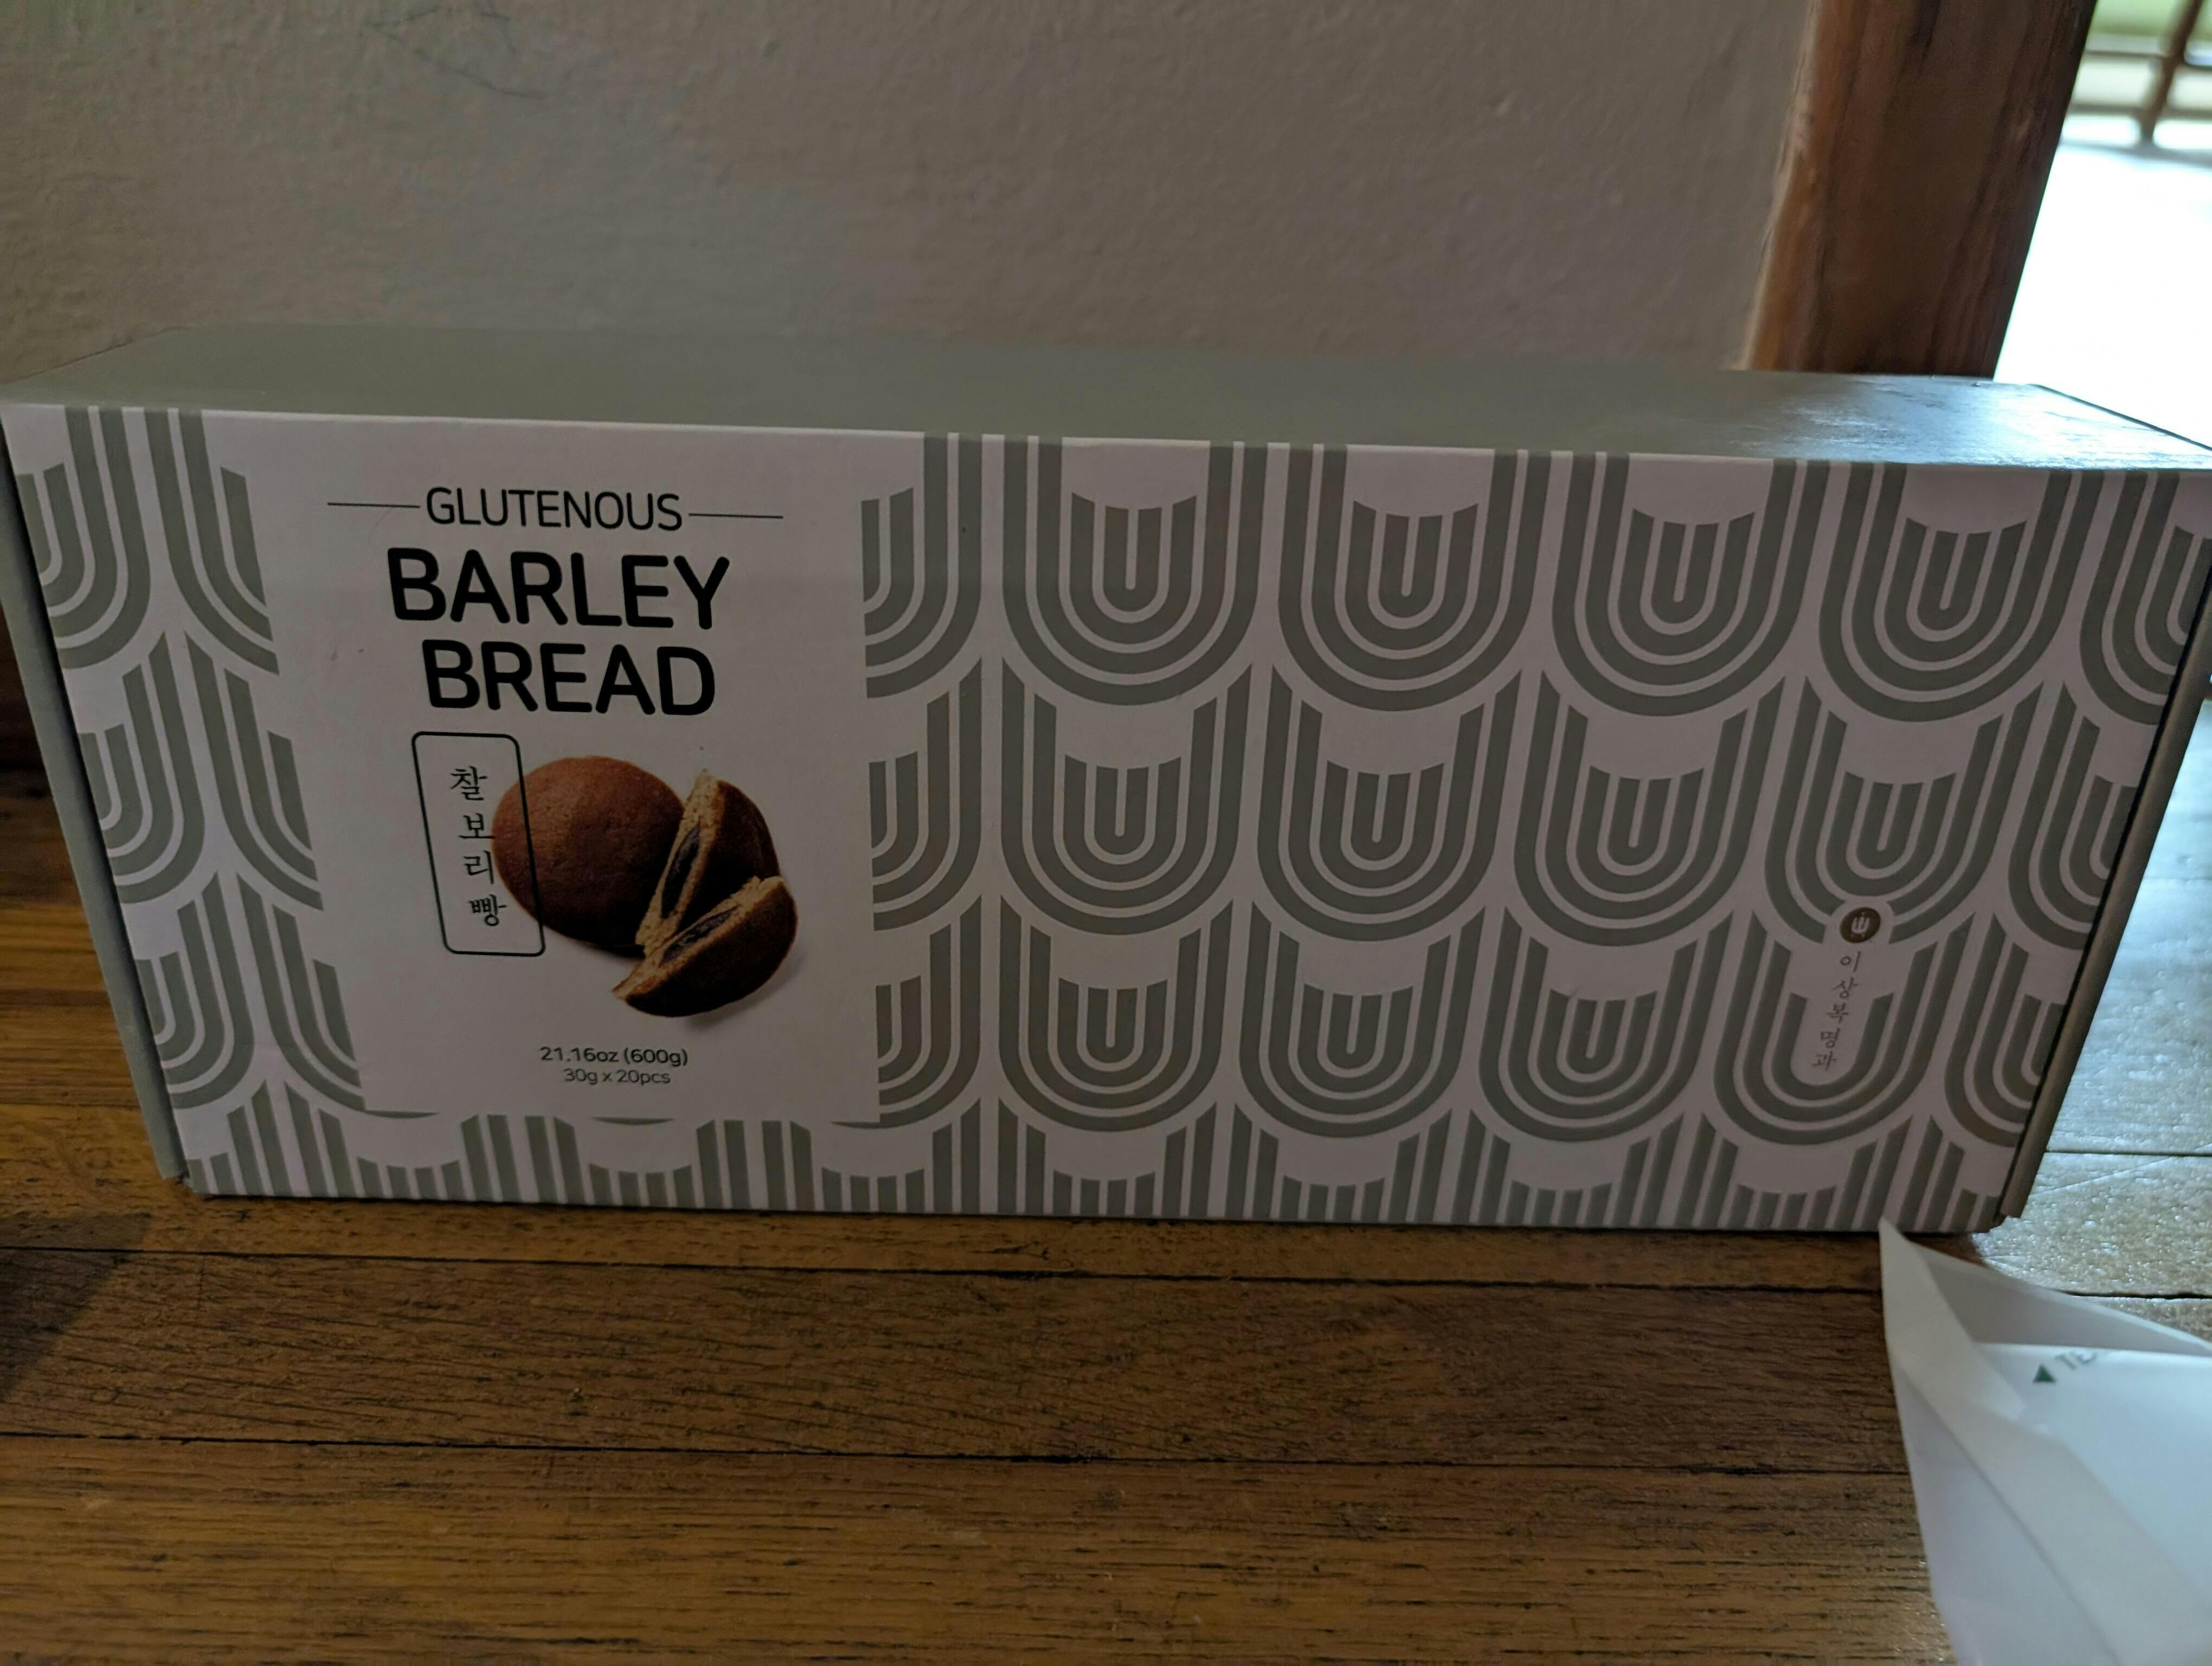 GLUTENOUS
BARLEY
BREAD
찰보리빵
21.16oz (600g)
30g x 20pcs
이상복명과